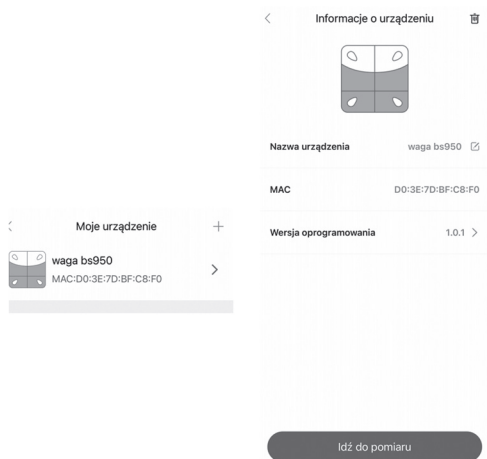 Moje urządzenie
waga bs950
MAC:D0:3E:7D:BF:C8:F0
Informacje o urządzeniu
Nazwa urządzenia waga bs950
MAC D0:3E:7D:BF:C8:F0
Wersja oprogramowania 1.0.1
Idź do pomiaru